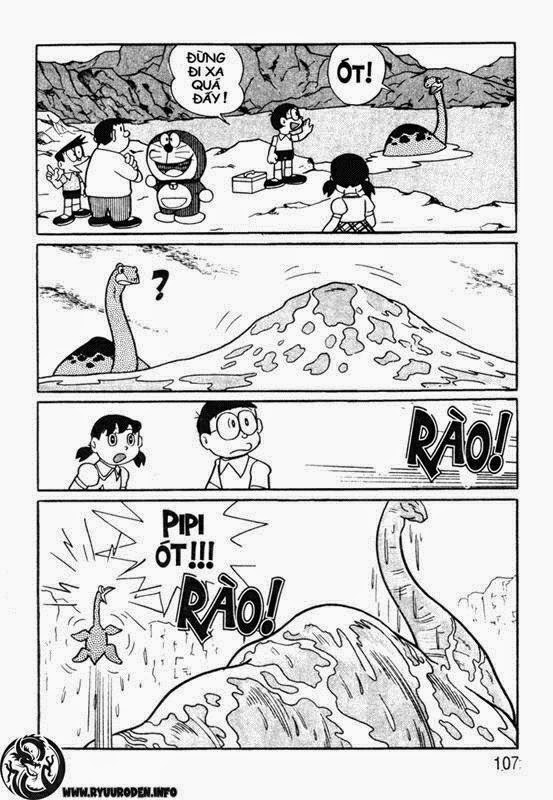 ĐỪNG
ĐI XA
QUÁ
ĐẤY!
ÓT!
?
RÀO!
PIPI
ÓT!!!
RÀO!
107
WWW.RYUURODEN.INFO